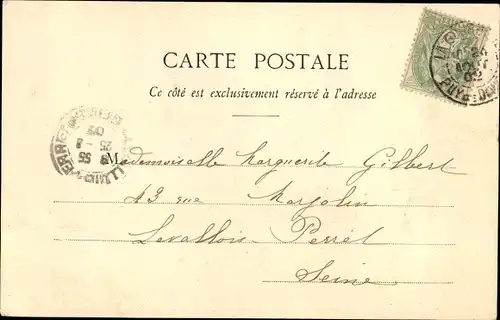 CARTE POSTALE
Ce côté est exclusivement réservé à l'adresse
Mademoiselle Marguerite Gilbert
43 rue Marjolin
Levallois-Perret
Seine